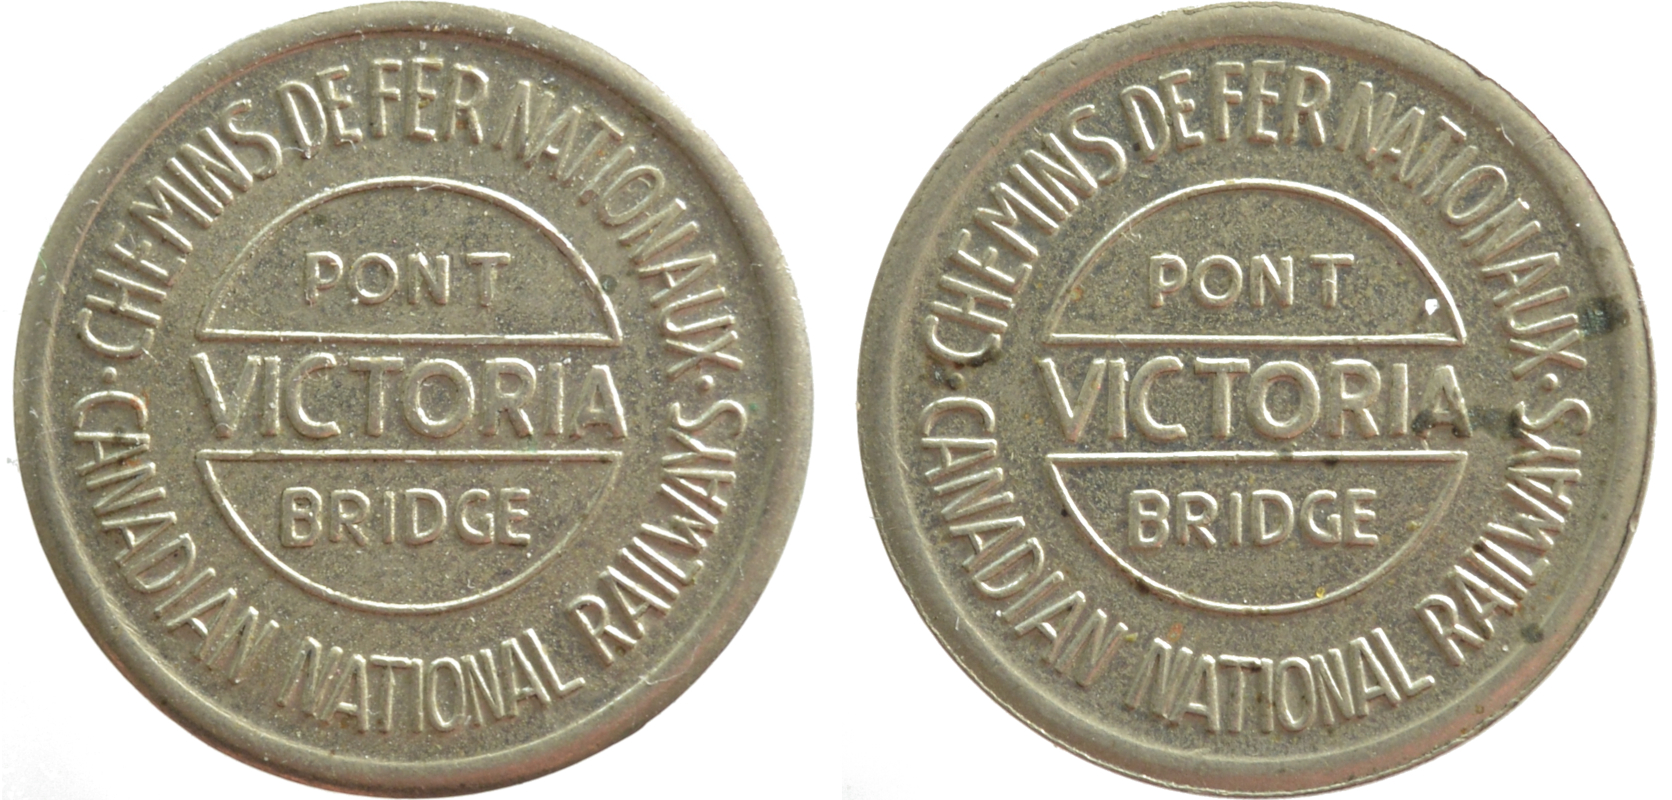 ·CHEMINS DE FER NATIONAUX·
PONT
VICTORIA
BRIDGE
CANADIAN NATIONAL RAILWAYS
·CHEMINS DE FER NATIONAUX·
PONT
VICTORIA
BRIDGE
CANADIAN NATIONAL RAILWAYS